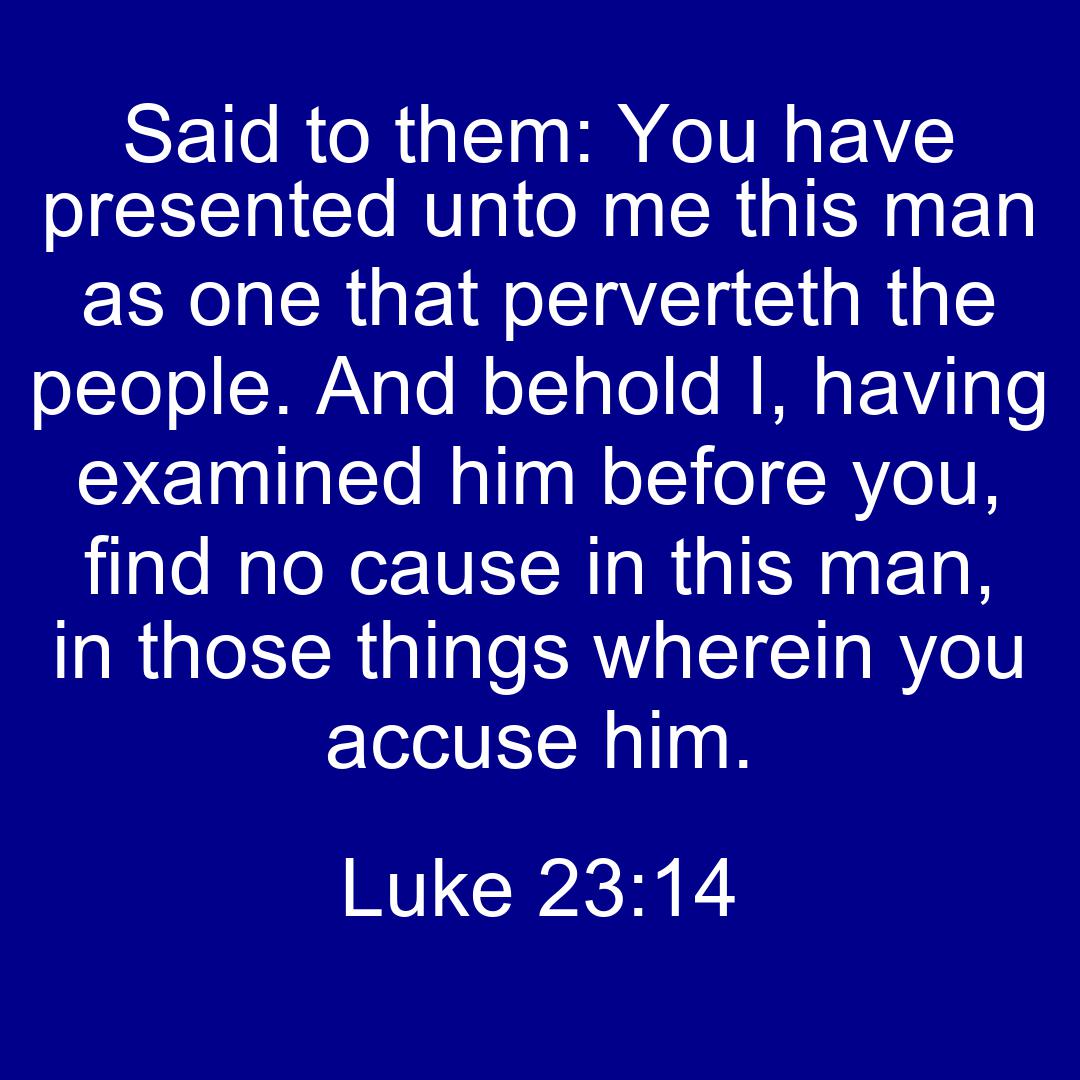 Said to them: You have
presented unto me this man
as one that perverteth the
people. And behold I, having
examined him before you,
find no cause in this man,
in those things wherein you
accuse him.
Luke 23:14